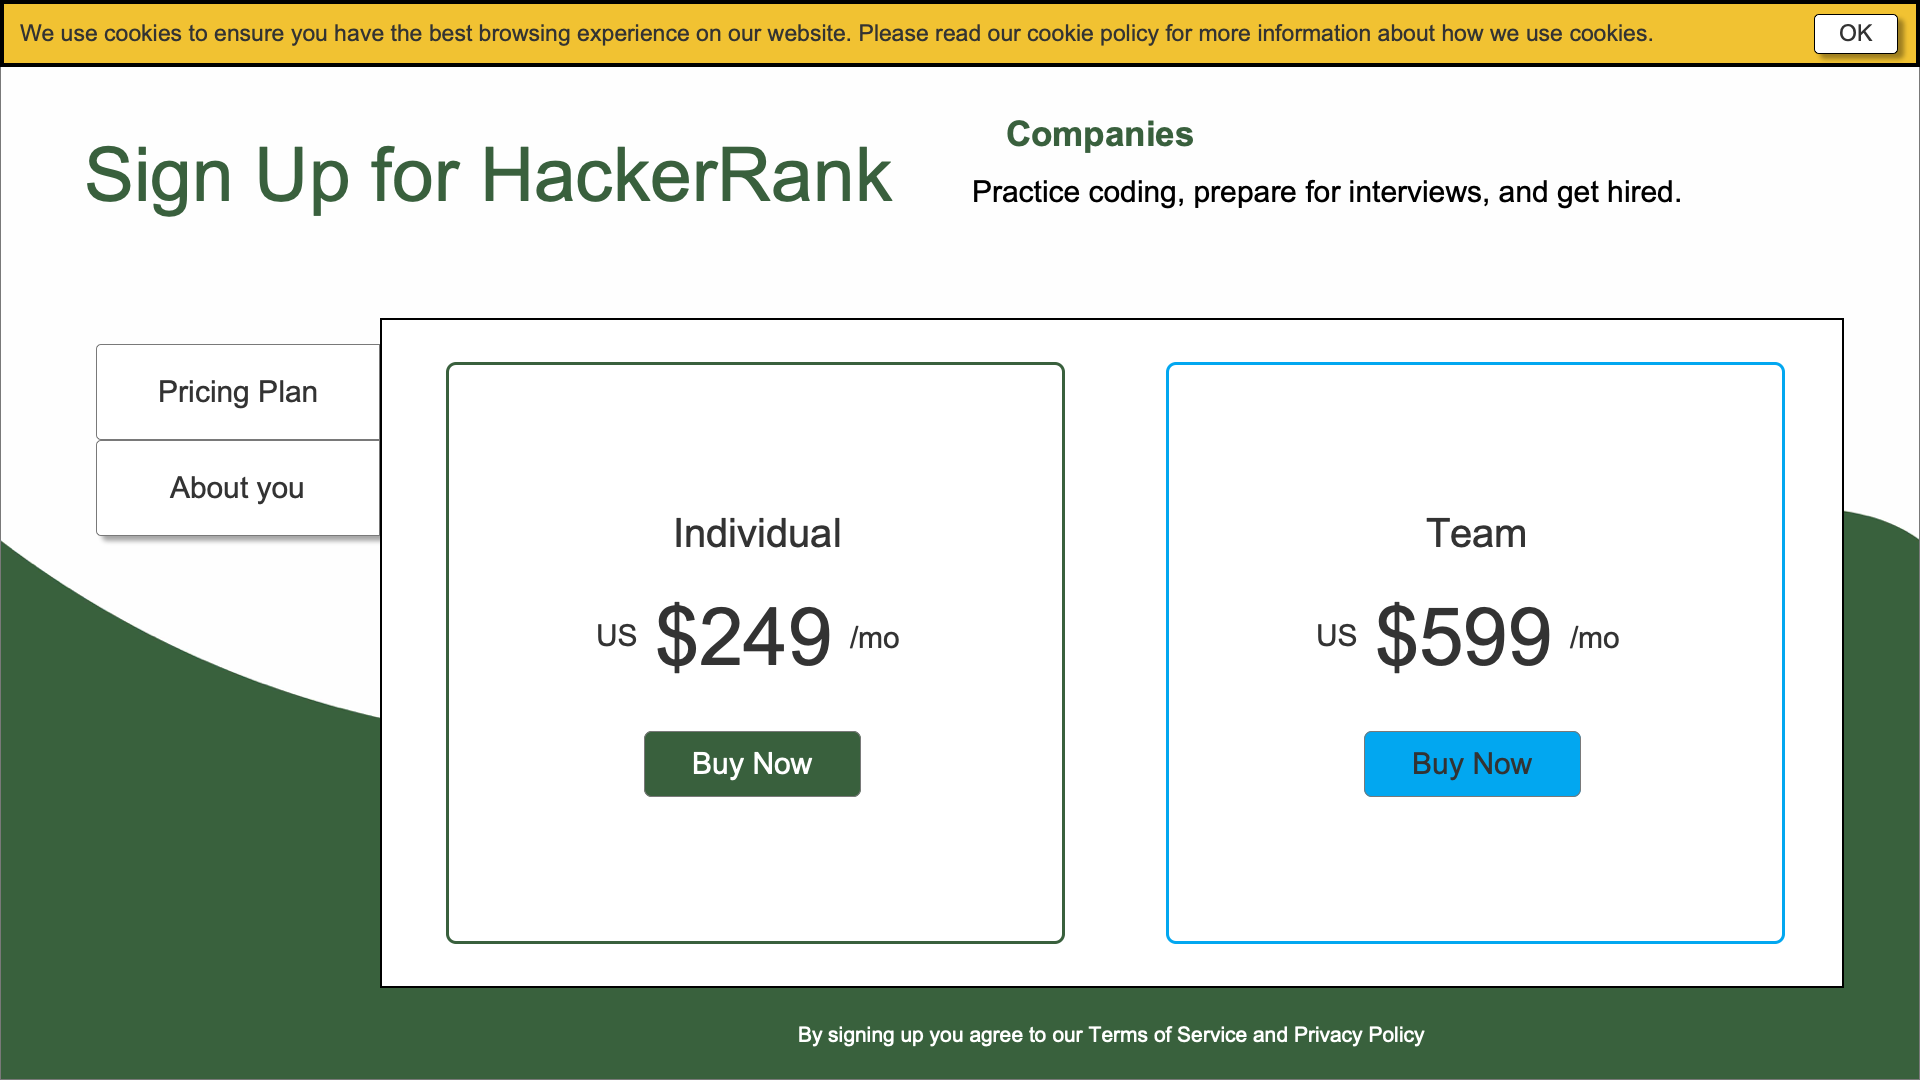 We use cookies to ensure you have the best browsing experience on our website. Please read our cookie policy for more information about how we use cookies.
OK
Sign Up for HackerRank
Companies
Practice coding, prepare for interviews, and get hired.
Pricing Plan
About you
Individual
US $249 /mo
Buy Now
Team
US $599 /mo
Buy Now
By signing up you agree to our Terms of Service and Privacy Policy